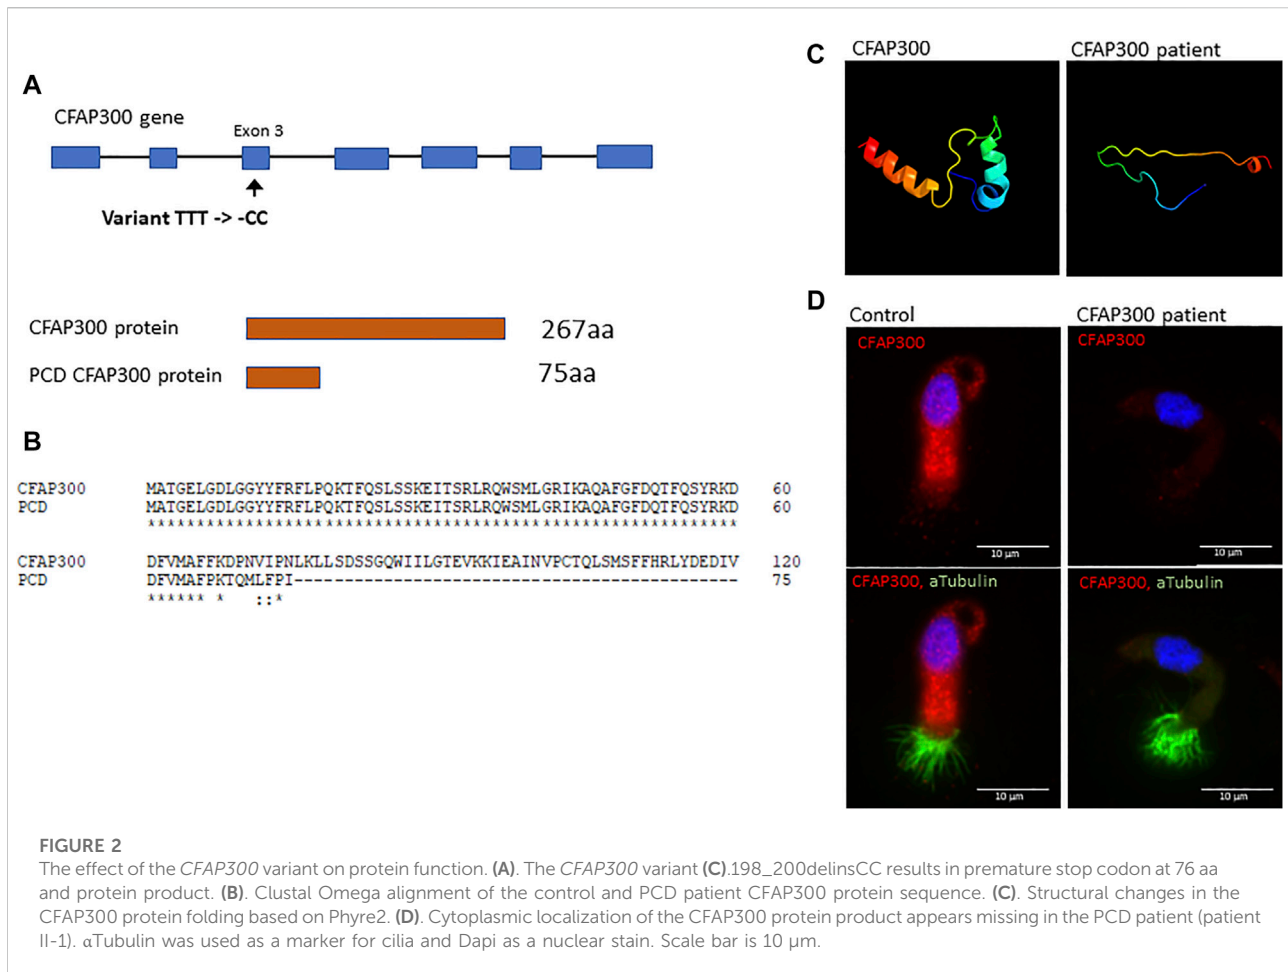 A
CFAP300 gene
Exon 3
Variant TTT -> -CC
CFAP300 protein
267aa
PCD CFAP300 protein
75aa
B
CFAP300 MATGELGDLGGYYFRFLPQKTFQSLSSKEITSRLRQWSMLGRIKAQAFGFDQTFQSYRKD 60
PCD MATGELGDLGGYYFRFLPQKTFQSLSSKEITSRLRQWSMLGRIKAQAFGFDQTFQSYRKD 60
************************************************************
CFAP300 DFVMAFFKDPNVIPNLKLLSDSSGQWIILGTEVKKIEAINVPCTQLSMSFFHRLYDEDIV 120
PCD DFVMAFPKTQMLFPI--------------------------------------------- 75
****** *   ::*
C
CFAP300
CFAP300 patient
D
Control
CFAP300 patient
CFAP300
CFAP300
10 µm
10 µm
CFAP300, aTubulin
CFAP300, aTubulin
10 µm
10 µm
FIGURE 2
The effect of the CFAP300 variant on protein function. (A). The CFAP300 variant (C).198_200delinsCC results in premature stop codon at 76 aa
and protein product. (B). Clustal Omega alignment of the control and PCD patient CFAP300 protein sequence. (C). Structural changes in the
CFAP300 protein folding based on Phyre2. (D). Cytoplasmic localization of the CFAP300 protein product appears missing in the PCD patient (patient
II-1). αTubulin was used as a marker for cilia and Dapi as a nuclear stain. Scale bar is 10 µm.